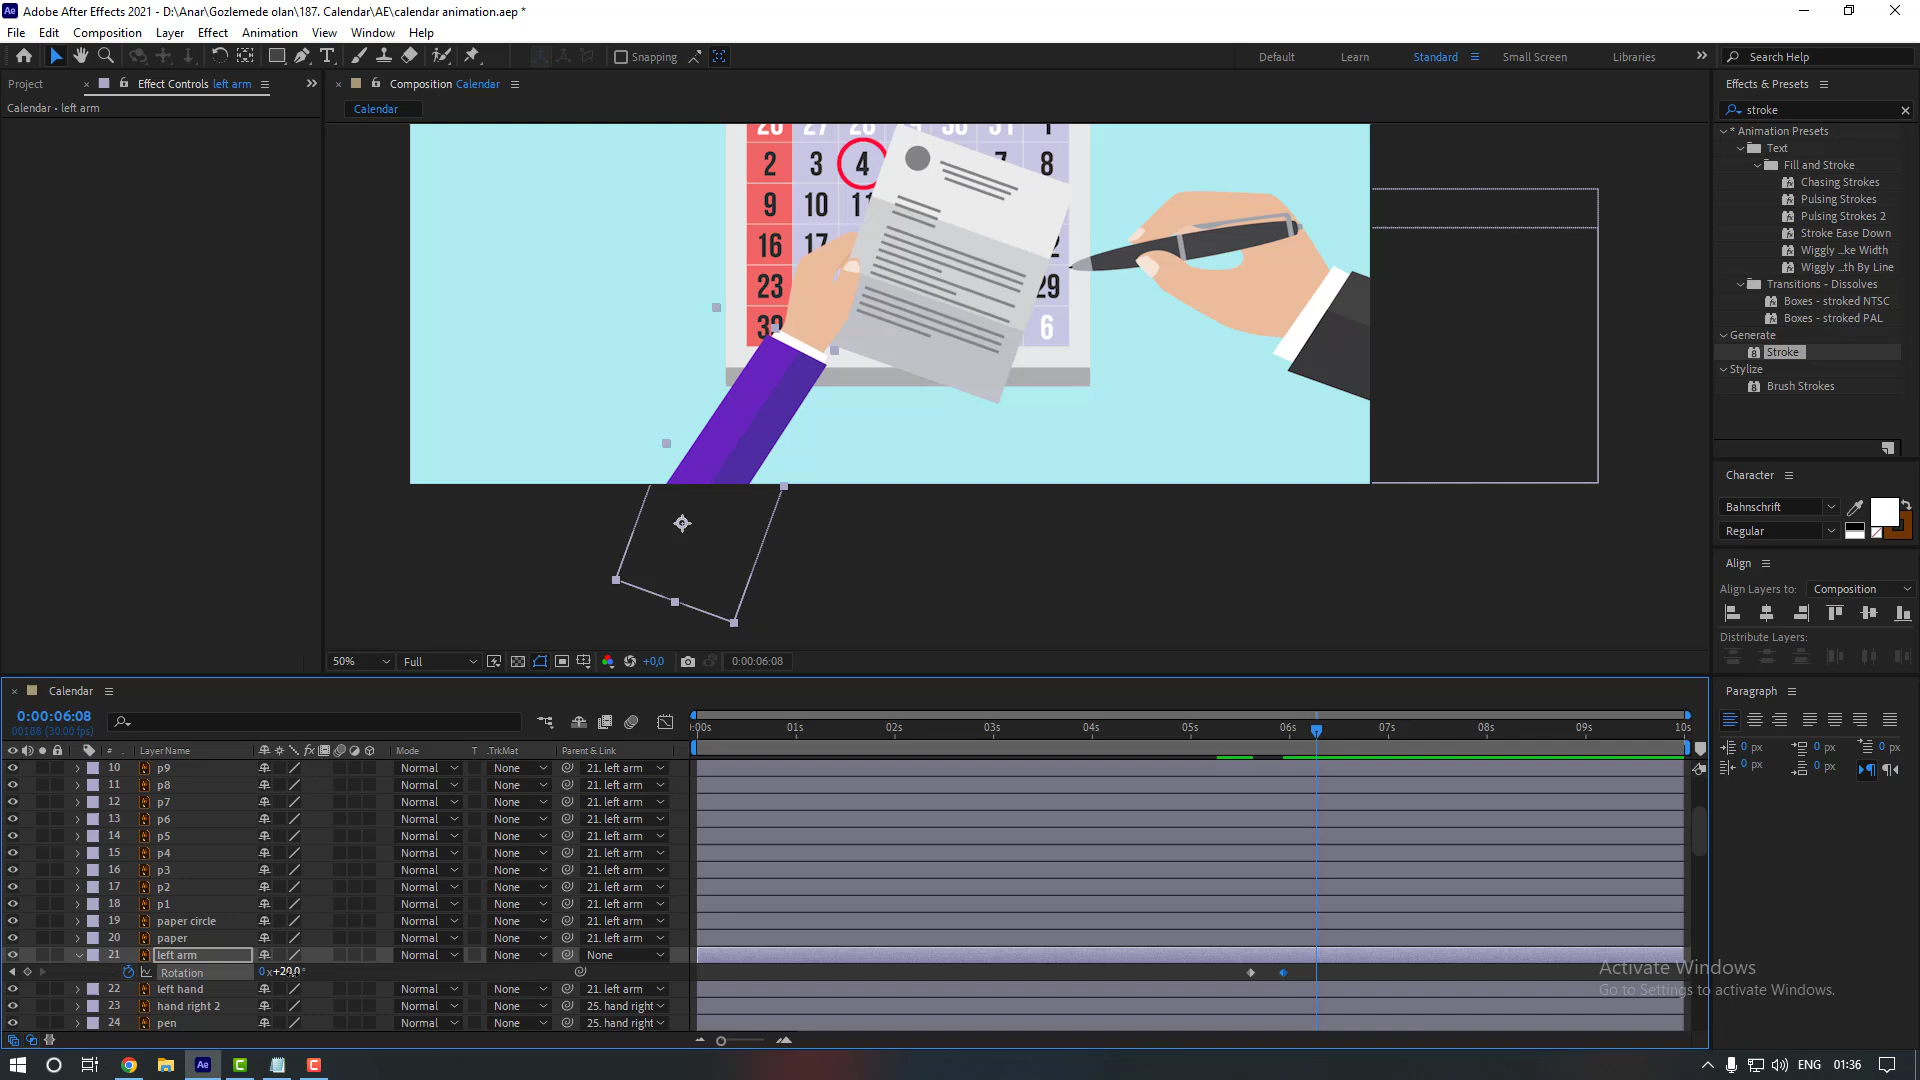 Adobe After Effects 2021 - D:\Anar\Gozlemede olan\187. Calendar\AE\calendar animation.aep *
File Edit Composition Layer Effect Animation View Window Help
Snapping Default Learn Standard Small Screen Libraries Search Help
Project Effect Controls left arm
Composition Calendar
Effects & Presets
Calendar • left arm
Calendar
stroke
* Animation Presets
Text
Fill and Stroke
Chasing Strokes
Pulsing Strokes
Pulsing Strokes 2
Stroke Ease Down
Wiggly ...ke Width
Wiggly ...th By Line
Transitions - Dissolves
Boxes - stroked NTSC
Boxes - stroked PAL
Generate
Stroke
Stylize
Brush Strokes
2 3 4 7 8
9 10 11
16 17
23 29
30 6
Character
Bahnschrift
Regular
Align
Align Layers to: Composition
Distribute Layers:
50% Full +0,0 0:00:06:08
Calendar
0:00:06:08
00188 (30.00 fps)
:00s 01s 02s 03s 04s 05s 06s 07s 08s 09s 10s
Paragraph
0 px 0 px 0 px
0 px 0 px
# Layer Name Mode T .TrkMat Parent & Link
10 p9 Normal None 21. left arm
11 p8 Normal None 21. left arm
12 p7 Normal None 21. left arm
13 p6 Normal None 21. left arm
14 p5 Normal None 21. left arm
15 p4 Normal None 21. left arm
16 p3 Normal None 21. left arm
17 p2 Normal None 21. left arm
18 p1 Normal None 21. left arm
19 paper circle Normal None 21. left arm
20 paper Normal None 21. left arm
21 left arm Normal None None
Rotation 0x+20,0°
22 left hand Normal None 21. left arm
23 hand right 2 Normal None 25. hand right
24 pen Normal None 25. hand right
Activate Windows
Go to Settings to activate Windows.
ENG 01:36